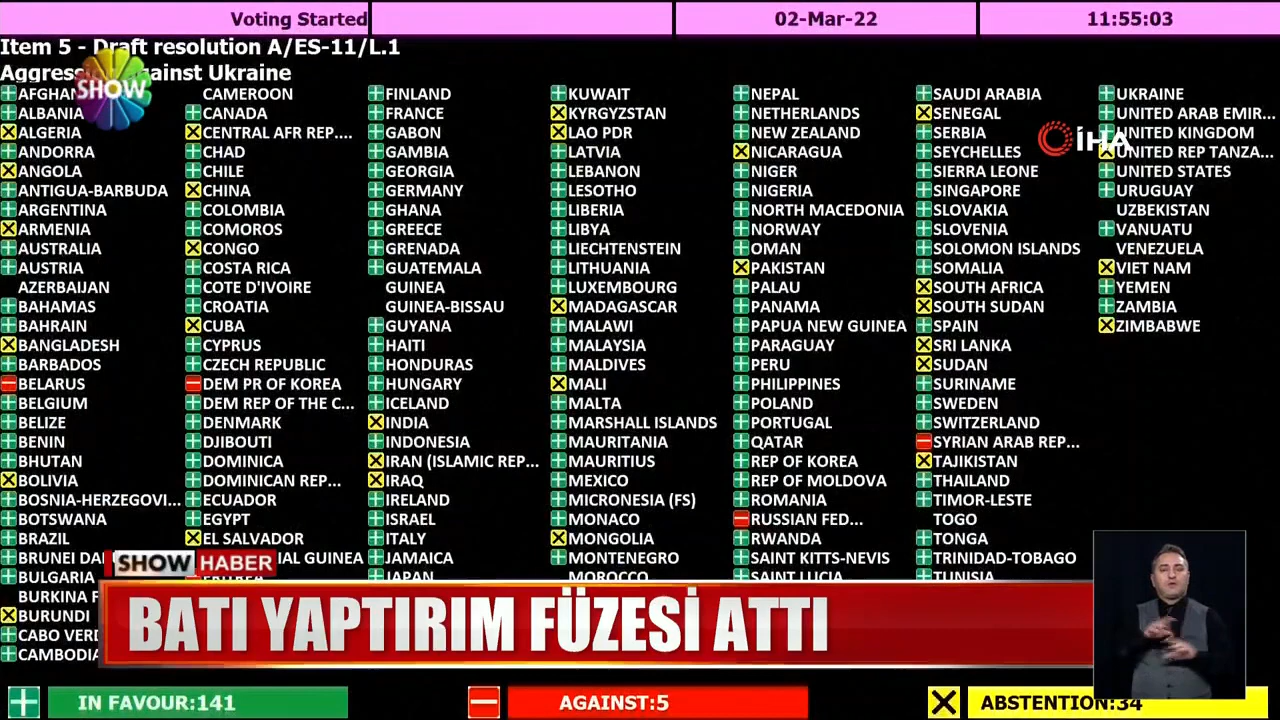 Voting Started
02-Mar-22
11:55:03
Item 5 - Draft resolution A/ES-11/L.1
Against Ukraine
SHOW
İHA
ALBANIA
ALGERIA
ANDORRA
ANGOLA
ANTIGUA-BARBUDA
ARGENTINA
ARMENIA
AUSTRALIA
AUSTRIA
AZERBAIJAN
BAHAMAS
BAHRAIN
BANGLADESH
BARBADOS
BELARUS
BELGIUM
BELIZE
BENIN
BHUTAN
BOLIVIA
BOSNIA-HERZEGOVI...
BOTSWANA
BRAZIL
BRUNEI
BULGARIA
BURKINA
BURUNDI
CABO
CAMBODIA
CAMEROON
CANADA
CENTRAL AFR REP....
CHAD
CHILE
CHINA
COLOMBIA
COMOROS
CONGO
COSTA RICA
COTE D'IVOIRE
CROATIA
CUBA
CYPRUS
CZECH REPUBLIC
DEM PR OF KOREA
DEM REP OF THE C...
DENMARK
DJIBOUTI
DOMINICA
DOMINICAN REP...
ECUADOR
EGYPT
EL SALVADOR
GUINEA
FINLAND
FRANCE
GABON
GAMBIA
GEORGIA
GERMANY
GHANA
GREECE
GRENADA
GUATEMALA
GUINEA
GUINEA-BISSAU
GUYANA
HAITI
HONDURAS
HUNGARY
ICELAND
INDIA
INDONESIA
IRAN (ISLAMIC REP...
IRAQ
IRELAND
ISRAEL
ITALY
JAMAICA
JAPAN
KUWAIT
KYRGYZSTAN
LAO PDR
LATVIA
LEBANON
LESOTHO
LIBERIA
LIBYA
LIECHTENSTEIN
LITHUANIA
LUXEMBOURG
MADAGASCAR
MALAWI
MALAYSIA
MALDIVES
MALI
MALTA
MARSHALL ISLANDS
MAURITANIA
MAURITIUS
MEXICO
MICRONESIA (FS)
MONACO
MONGOLIA
MONTENEGRO
MOROCCO
NEPAL
NETHERLANDS
NEW ZEALAND
NICARAGUA
NIGER
NIGERIA
NORTH MACEDONIA
NORWAY
OMAN
PAKISTAN
PALAU
PANAMA
PAPUA NEW GUINEA
PARAGUAY
PERU
PHILIPPINES
POLAND
PORTUGAL
QATAR
REP OF KOREA
REP OF MOLDOVA
ROMANIA
RUSSIAN FED...
RWANDA
SAINT KITTS-NEVIS
SAINT LUCIA
SAUDI ARABIA
SENEGAL
SERBIA
SEYCHELLES
SIERRA LEONE
SINGAPORE
SLOVAKIA
SLOVENIA
SOLOMON ISLANDS
SOMALIA
SOUTH AFRICA
SOUTH SUDAN
SPAIN
SRI LANKA
SUDAN
SURINAME
SWEDEN
SWITZERLAND
SYRIAN ARAB REP...
TAJIKISTAN
THAILAND
TIMOR-LESTE
TOGO
TONGA
TRINIDAD-TOBAGO
TUNISIA
UKRAINE
UNITED ARAB EMIR...
UNITED KINGDOM
UNITED REP TANZA...
UNITED STATES
URUGUAY
UZBEKISTAN
VANUATU
VENEZUELA
VIET NAM
YEMEN
ZAMBIA
ZIMBABWE
SHOW HABER
BATI YAPTIRIM FÜZESİ ATTI
IN FAVOUR:141
AGAINST:5
ABSTENTION:34